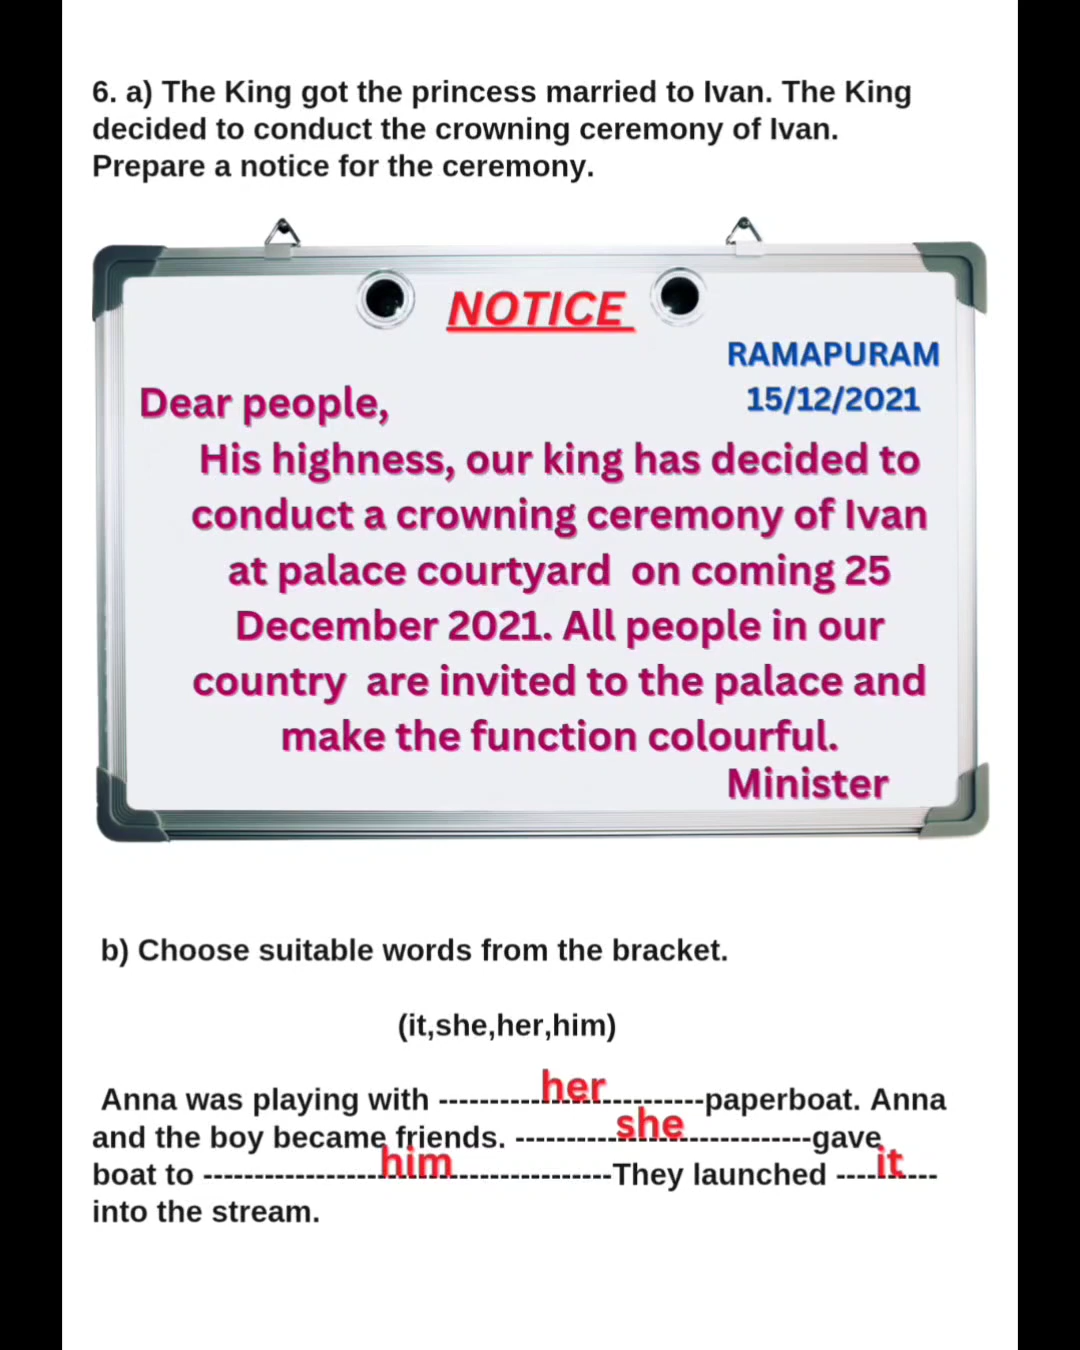 6. a) The King got the princess married to Ivan. The King
decided to conduct the crowning ceremony of Ivan.
Prepare a notice for the ceremony.
NOTICE
RAMAPURAM
15/12/2021
Dear people,
His highness, our king has decided to
conduct a crowning ceremony of Ivan
at palace courtyard on coming 25
December 2021. All people in our
country are invited to the palace and
make the function colourful.
Minister
b) Choose suitable words from the bracket.
(it,she,her,him)
Anna was playing with ----------her----------paperboat. Anna
and the boy became friends. ----------she------------gave
boat to -----------------him---------------They launched ----it----
into the stream.